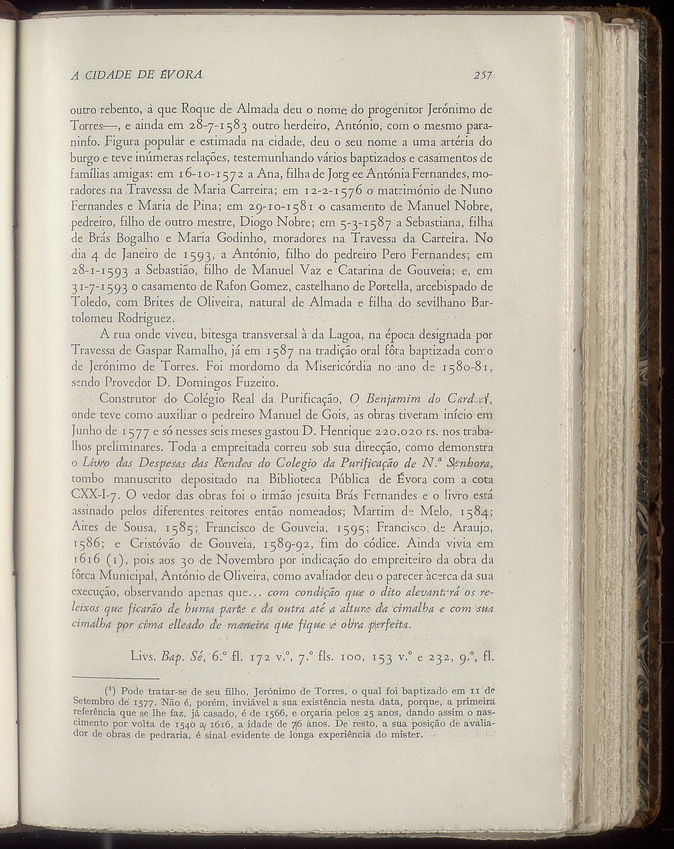 A CIDADE DE ÉVORA 257
outro rebento, a que Roque de Almada deu o nome do progenitor Jerónimo de
Torres—, e ainda em 28-7-1583 outro herdeiro, António, com o mesmo para-
ninfo. Figura popular e estimada na cidade, deu o seu nome a uma artéria do
burgo e teve inúmeras relações, testemunhando vários baptizados e casamentos de
famílias amigas: em 16-10-1572 a Ana, filha de Jorg ee Antónia Fernandes, mo-
radores na Travessa de Maria Carreira; em 12-2-1576 o matrimónio de Nuno
Fernandes e Maria de Pina; em 29-10-1581 o casamento de Manuel Nobre,
pedreiro, filho de outro mestre, Diogo Nobre; em 5-3-1587 a Sebastiana, filha
de Brás Bogalho e Maria Godinho, moradores na Travessa da Carreira. No
dia 4 de Janeiro de 1593, a António, filho do pedreiro Pero Fernandes; em
28-1-1593 a Sebastião, filho de Manuel Vaz e Catarina de Gouveia; e, em
31-7-1593 o casamento de Rafon Gomez, castelhano de Portella, arcebispado de
Toledo, com Brites de Oliveira, natural de Almada e filha do sevilhano Bar-
tolomeu Rodriguez.
A rua onde viveu, bitesga transversal à da Lagoa, na época designada por
Travessa de Gaspar Ramalho, já em 1587 na tradição oral fôra baptizada como
de Jerónimo de Torres. Foi mordomo da Misericórdia no ano de 1580-81,
sendo Provedor D. Domingos Fuzeiro.
Construtor do Colégio Real da Purificação, O Benjamim do Cardeal,
onde teve como auxiliar o pedreiro Manuel de Gois, as obras tiveram início em
Junho de 1577 e só nesses seis meses gastou D. Henrique 220.020 rs. nos traba-
lhos preliminares. Toda a empreitada correu sob sua direcção, como demonstra
o Livro das Despesas das Rendas do Colegio da Purificação de N.ª Senhora,
tombo manuscrito depositado na Biblioteca Pública de Évora com a cota
CXX-I-7. O vedor das obras foi o irmão jesuita Brás Fernandes e o livro está
assinado pelos diferentes reitores então nomeados; Martim de Melo, 1584;
Aires de Sousa, 1585; Francisco de Gouveia, 1595; Francisco de Araujo,
1586; e Cristóvão de Gouveia, 1589-92, fim do códice. Ainda vivia em
1616 (1), pois aos 30 de Novembro por indicação do empreiteiro da obra da
fôrca Municipal, António de Oliveira, como avaliador deu o parecer àcerca da sua
execução, observando apenas que... com condição que o dito alevantará os re-
leixos que ficarão de huma parte e da outra até a altura da cimalha e com sua
cimalha por cima elleado de maneira que fique a obra perfeita.
Livs. Bap. Sé, 6.º fl. 172 v.º, 7.º fls. 100, 153 v.º e 232, 9.º, fl.
(¹) Pode tratar-se de seu filho, Jerónimo de Torres, o qual foi baptizado em 11 de
Setembro de 1577. Não é, porém, inviável a sua existência nesta data, porque, a primeira
referência que se lhe faz, já casado, é de 1566, e orçaria pelos 25 anos, dando assim o nas-
cimento por volta de 1540 a 1616, a idade de 76 anos. De resto, a sua posição de avalia-
dor de obras de pedraria, é sinal evidente de longa experiência do mister.